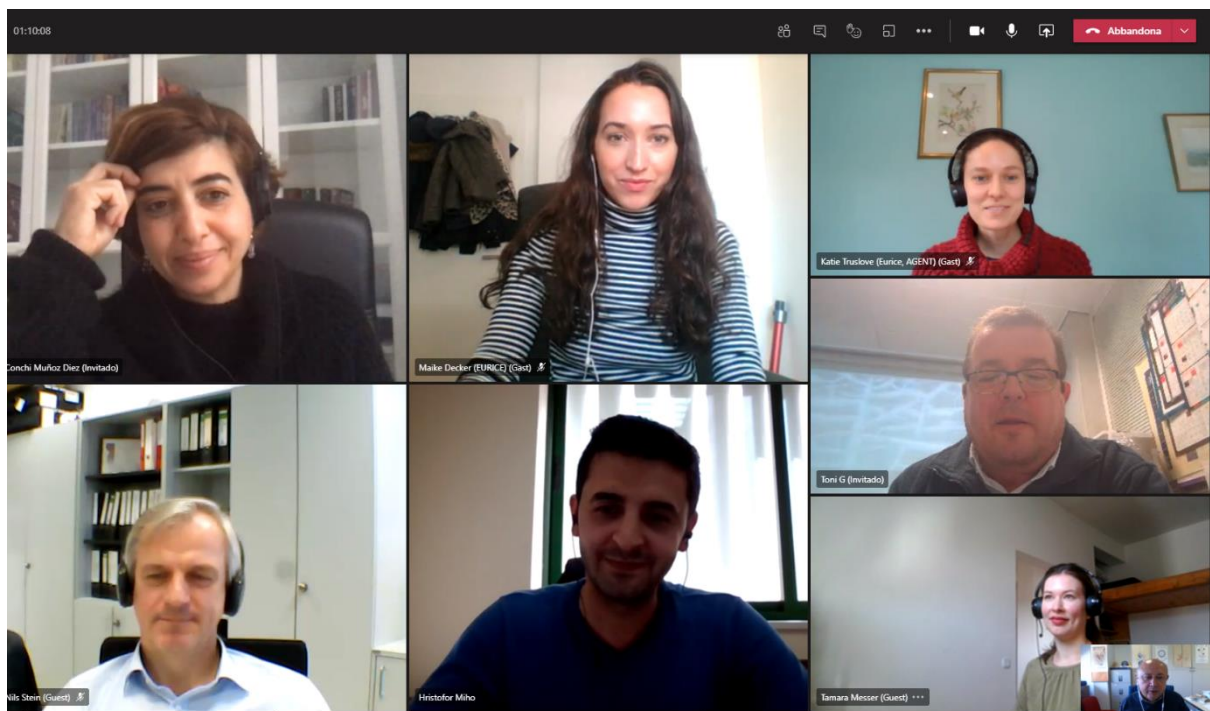 01:10:08
Abbandona
Conchi Muñoz Diez (Invitado)
Maike Decker (EURICE) (Gast)
Katie Truslove (Eurice, AGENT) (Gast)
Toni G (Invitado)
Nils Stein (Guest)
Hristofor Miho
Tamara Messer (Guest)